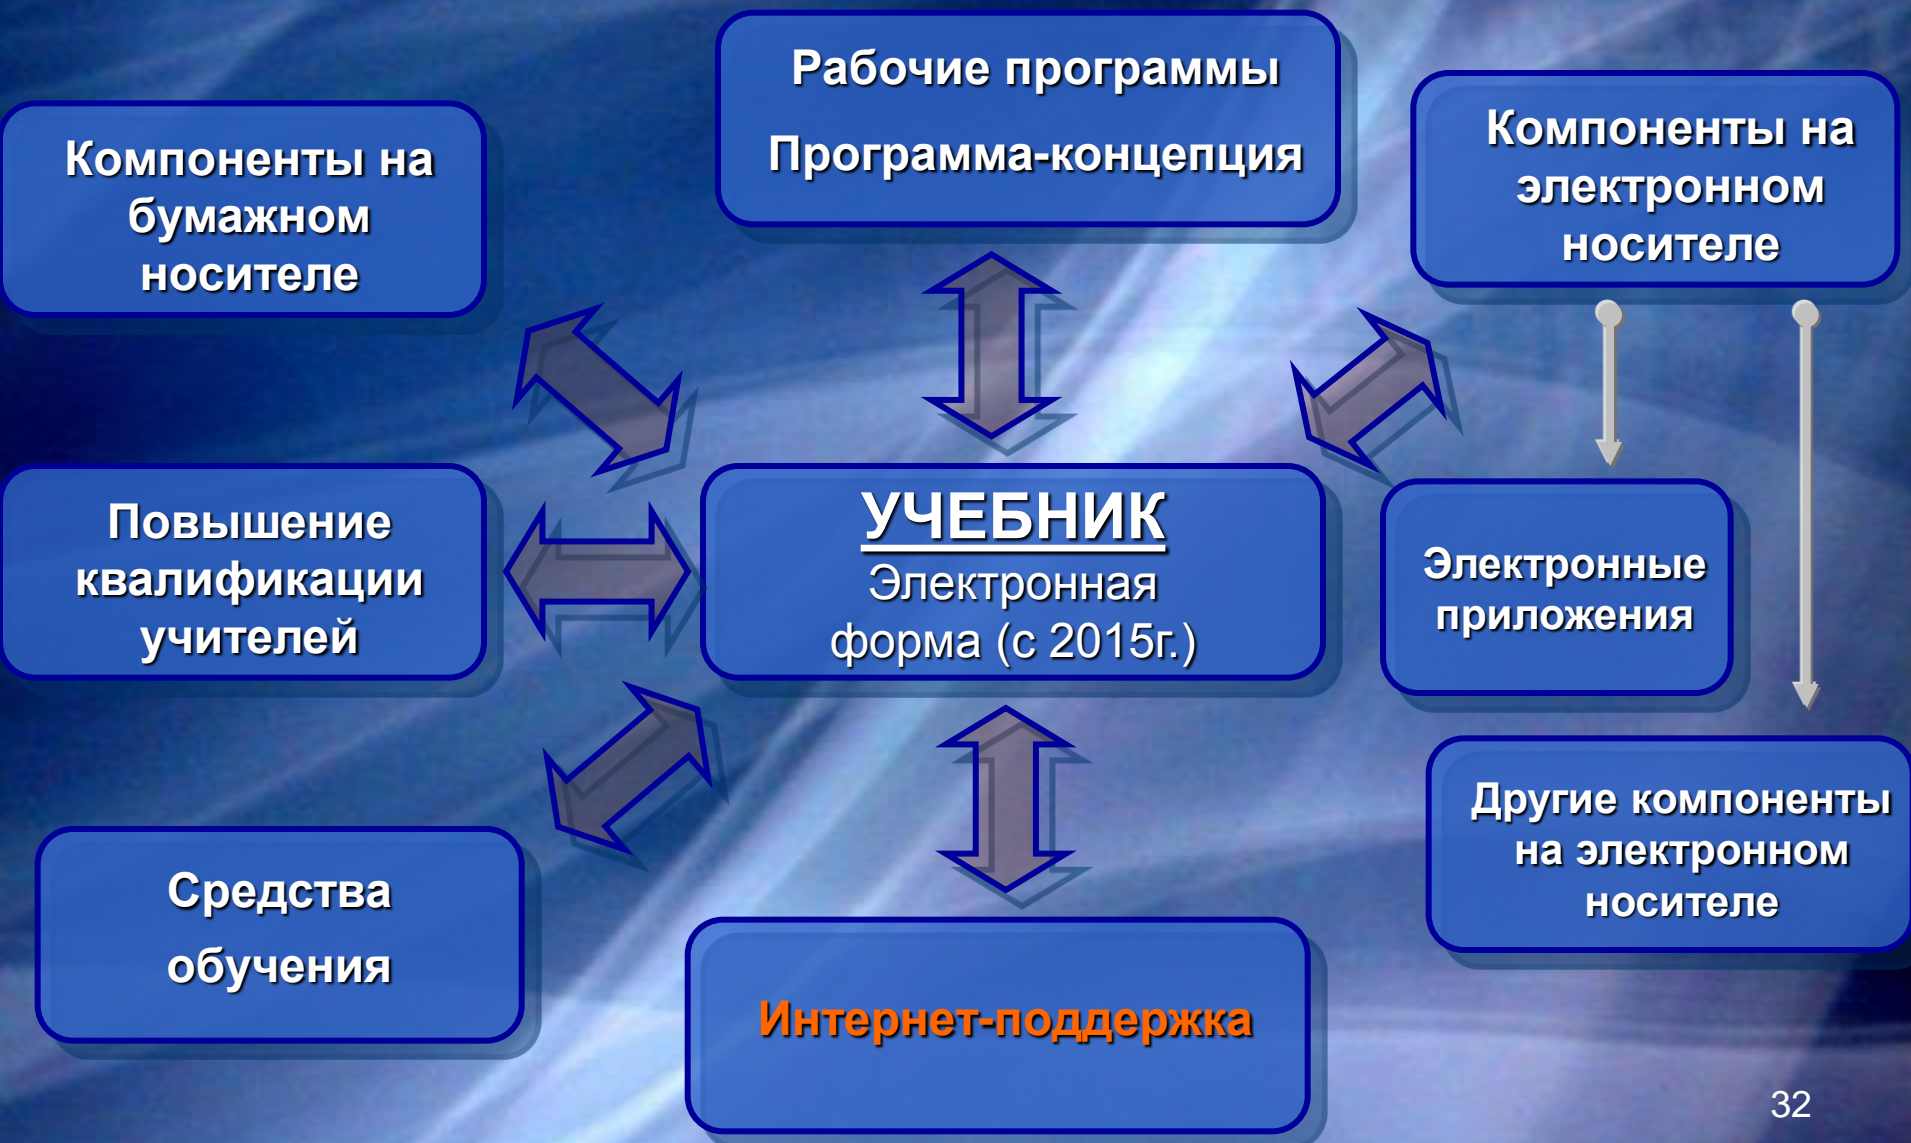 Рабочие программы
Программа-концепция
Компоненты на
бумажном
носителе
Компоненты на
электронном
носителе
Повышение
квалификации
учителей
УЧЕБНИК
Электронная
форма (с 2015г.)
Электронные
приложения
Другие компоненты
на электронном
носителе
Средства
обучения
Интернет-поддержка
32